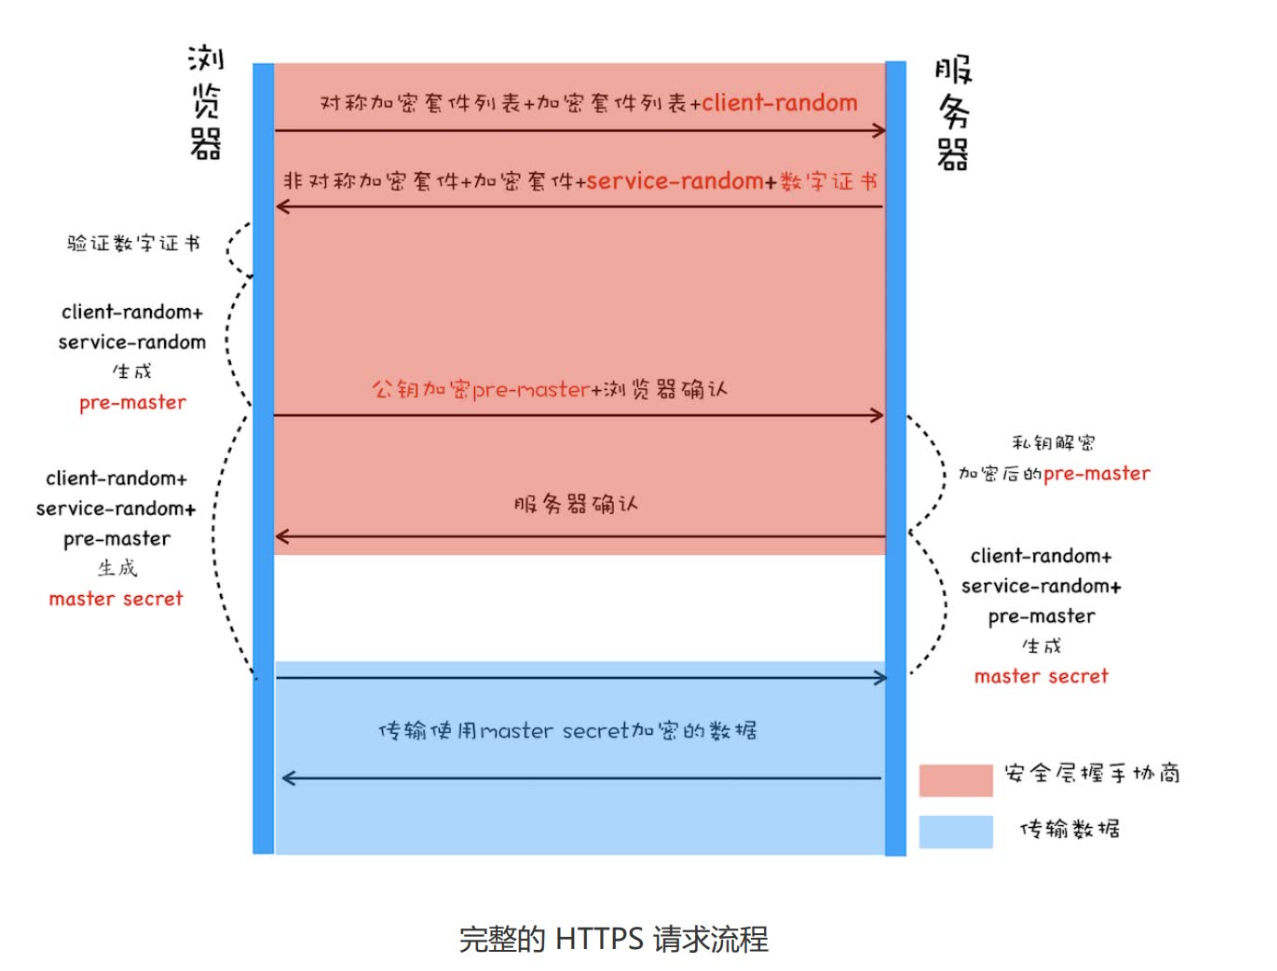 浏览器
服务器
对称加密套件列表+加密套件列表+client-random
非对称加密套件+加密套件+service-random+数字证书
验证数字证书
client-random+
service-random
生成
pre-master
公钥加密pre-master+浏览器确认
私钥解密
加密后的pre-master
client-random+
service-random+
pre-master
生成
master secret
服务器确认
client-random+
service-random+
pre-master
生成
master secret
传输使用master secret加密的数据
安全层握手协商
传输数据
完整的 HTTPS 请求流程